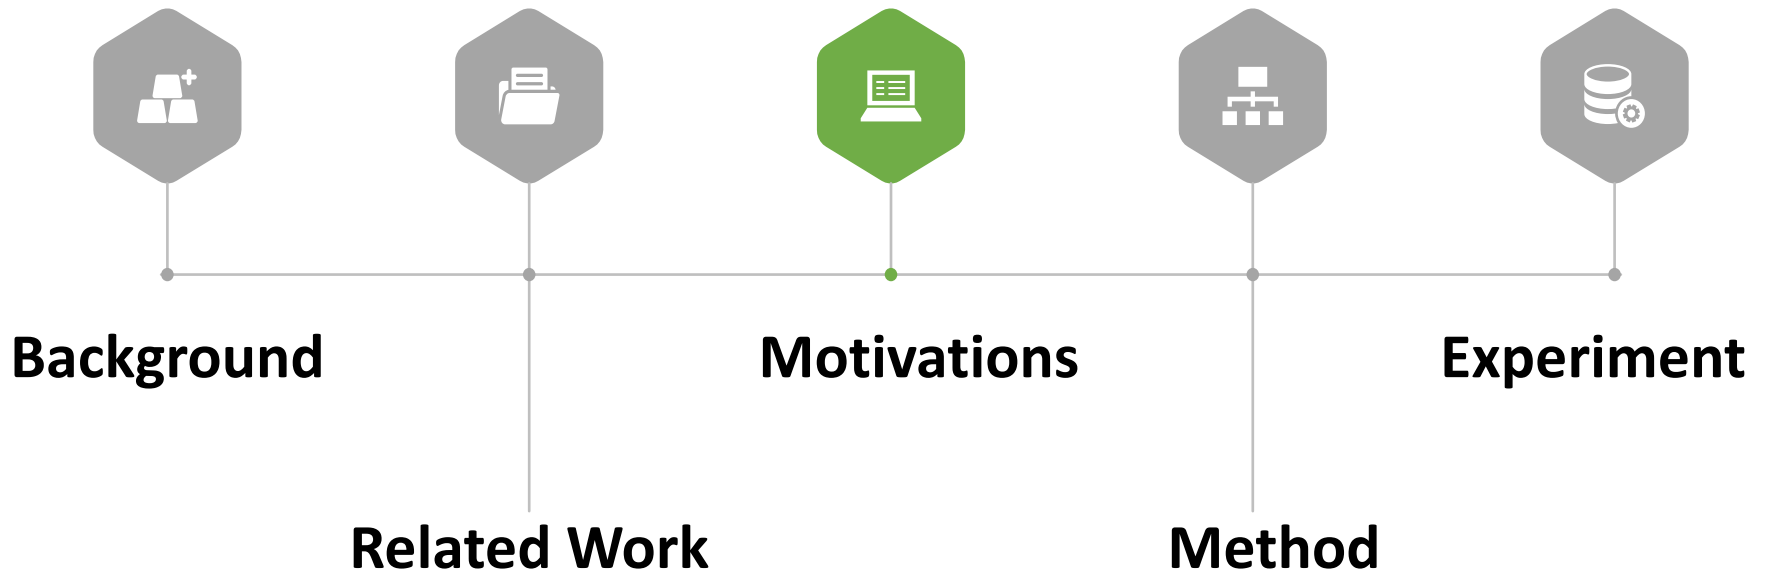 Background
Motivations
Experiment
Related Work
Method